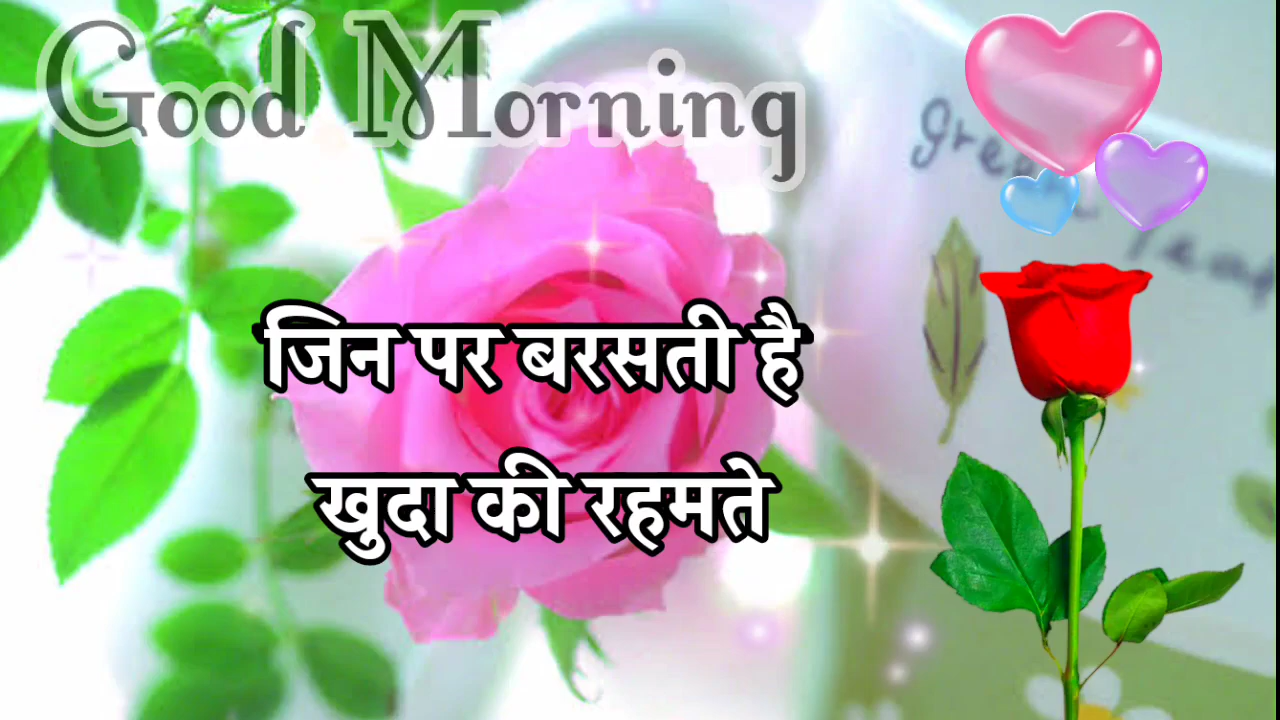 Good Morning
जिन पर बरसती है
खुदा की रहमते